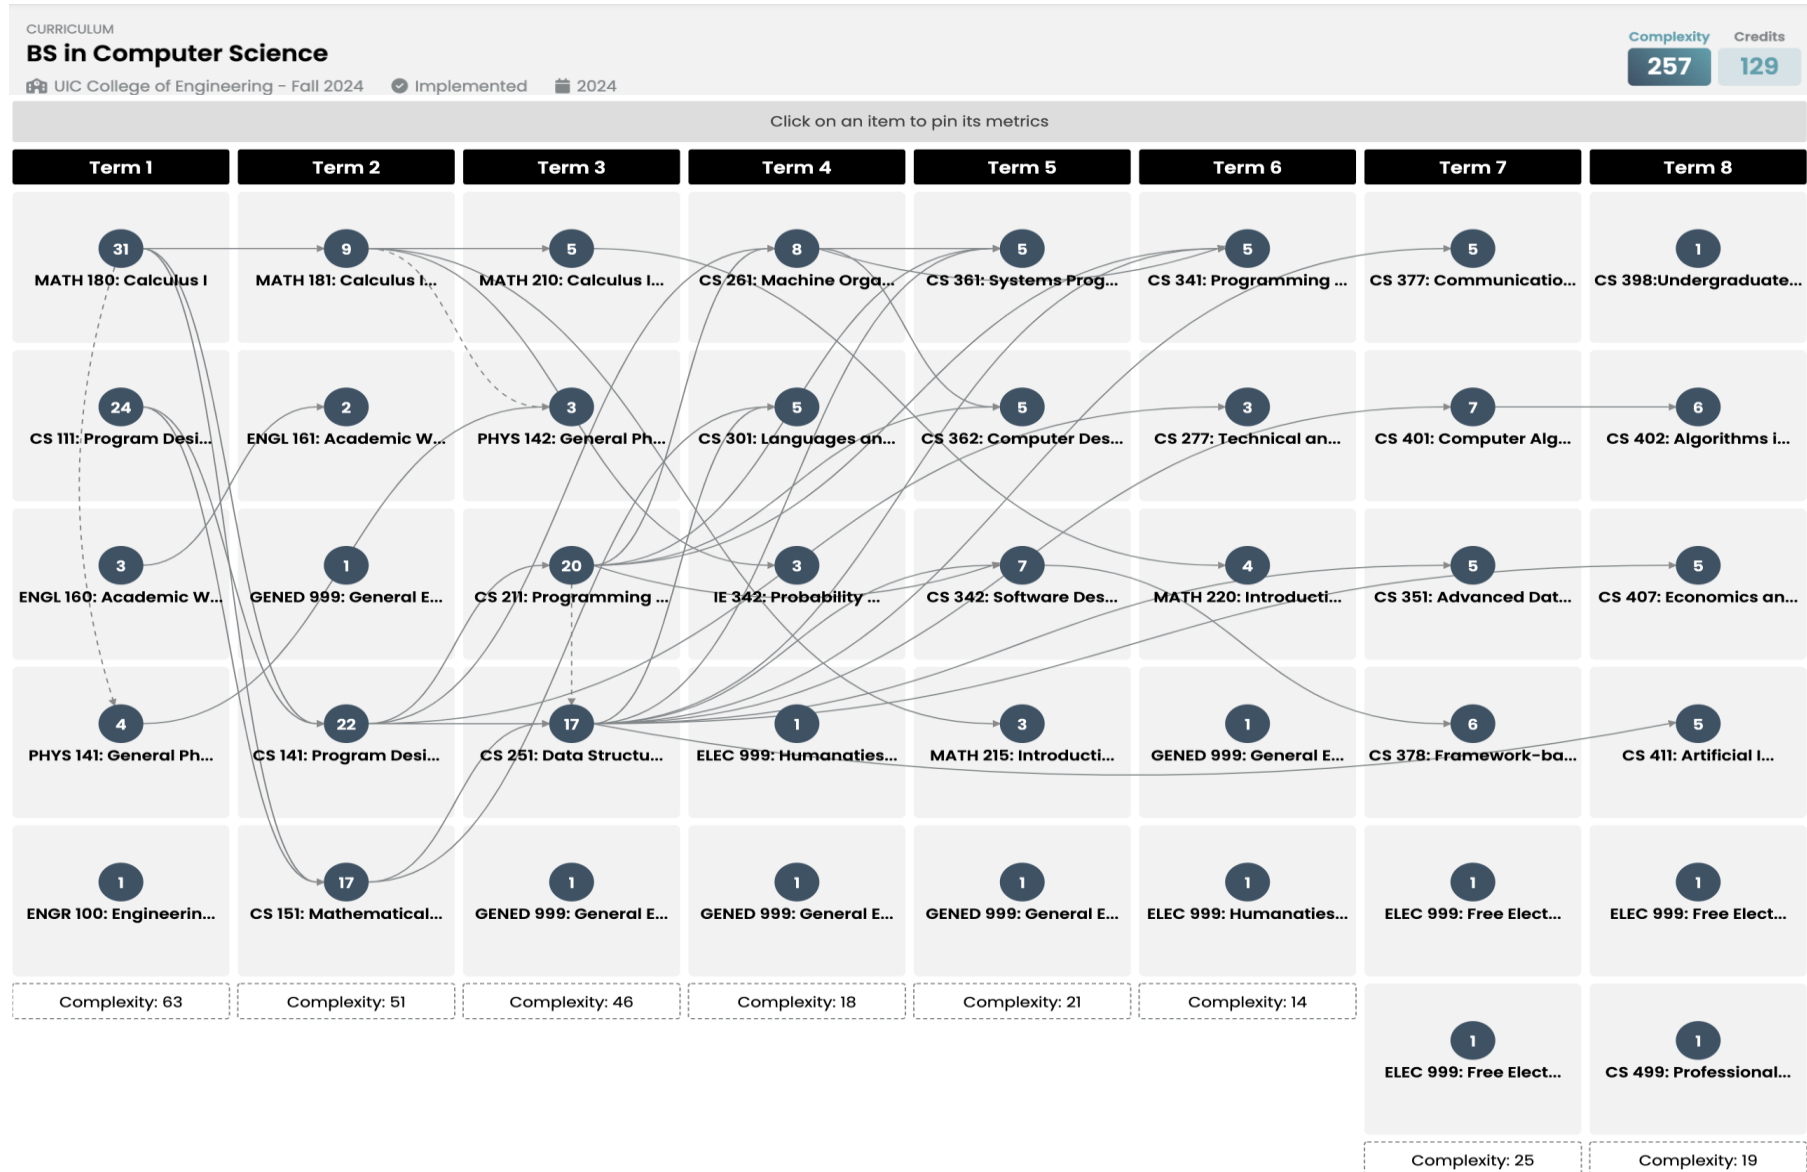 CURRICULUM
BS in Computer Science
UIC College of Engineering - Fall 2024 Implemented 2024
Complexity Credits
257 129
Click on an item to pin its metrics
Term 1 Term 2 Term 3 Term 4 Term 5 Term 6 Term 7 Term 8
31 9 5 8 5 5 5 1
MATH 180: Calculus I MATH 181: Calculus I... MATH 210: Calculus I... CS 261: Machine Orga... CS 361: Systems Prog... CS 341: Programming ... CS 377: Communicatio... CS 398:Undergraduate...
24 2 3 5 5 3 7 6
CS 111: Program Desi... ENGL 161: Academic W... PHYS 142: General Ph... CS 301: Languages an... CS 362: Computer Des... CS 277: Technical an... CS 401: Computer Alg... CS 402: Algorithms i...
3 1 20 3 7 4 5 5
ENGL 160: Academic W... GENED 999: General E... CS 211: Programming ... IE 342: Probability ... CS 342: Software Des... MATH 220: Introducti... CS 351: Advanced Dat... CS 407: Economics an...
4 22 17 1 3 1 6 5
PHYS 141: General Ph... CS 141: Program Desi... CS 251: Data Structu... ELEC 999: Humanaties... MATH 215: Introducti... GENED 999: General E... CS 378: Framework-ba... CS 411: Artificial I...
1 17 1 1 1 1 1 1
ENGR 100: Engineerin... CS 151: Mathematical... GENED 999: General E... GENED 999: General E... GENED 999: General E... ELEC 999: Humanaties... ELEC 999: Free Elect... ELEC 999: Free Elect...
Complexity: 63 Complexity: 51 Complexity: 46 Complexity: 18 Complexity: 21 Complexity: 14
1 1
ELEC 999: Free Elect... CS 499: Professional...
Complexity: 25 Complexity: 19